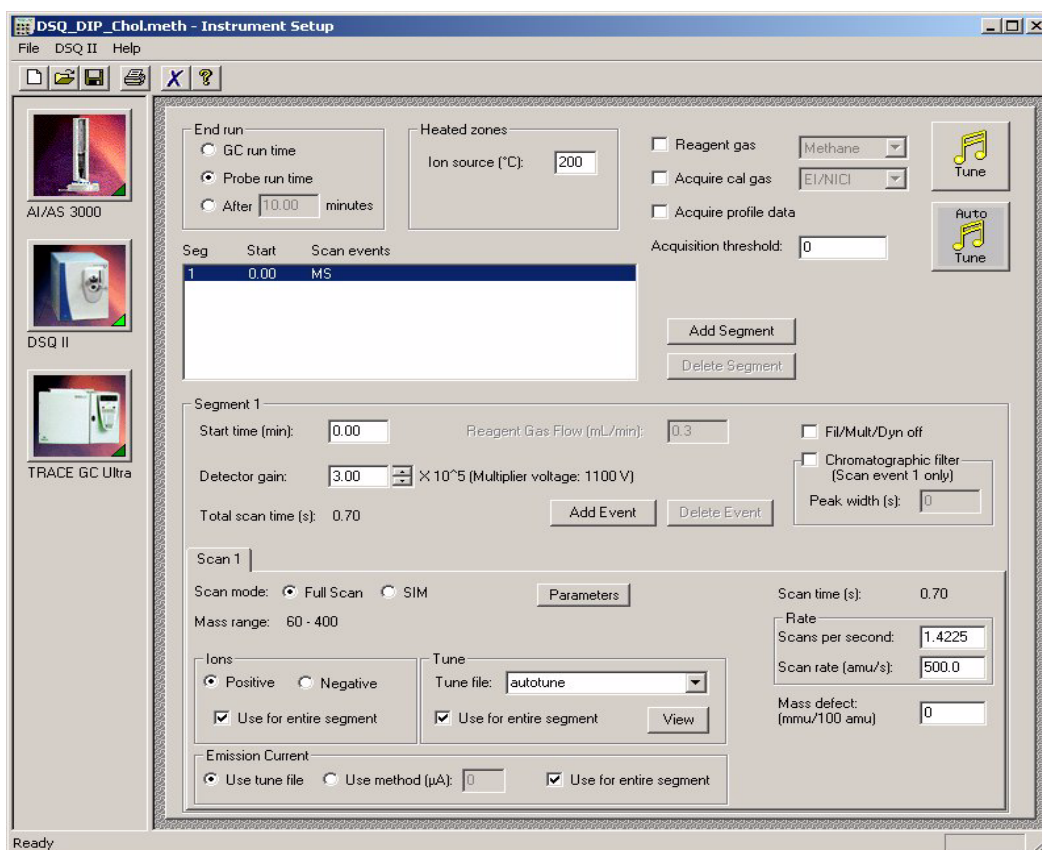 DSQ_DIP_Chol.meth - Instrument Setup
File DSQ II Help
AI/AS 3000
DSQ II
TRACE GC Ultra
End run
GC run time
Probe run time
After 10.00 minutes
Heated zones
Ion source (°C): 200
Reagent gas Methane
Acquire cal gas EI/NICI
Acquire profile data
Acquisition threshold: 0
Tune
Auto
Tune
Seg Start Scan events
1 0.00 MS
Add Segment
Delete Segment
Segment 1
Start time (min): 0.00 Reagent Gas Flow (mL/min): 0.3
Fil/Mult/Dyn off
Detector gain: 3.00 X 10^5 (Multiplier voltage: 1100 V)
Chromatographic filter
(Scan event 1 only)
Peak width (s): 0
Total scan time (s): 0.70 Add Event Delete Event
Scan 1
Scan mode: Full Scan SIM Parameters
Mass range: 60 - 400
Scan time (s): 0.70
Rate
Scans per second: 1.4225
Scan rate (amu/s): 500.0
Mass defect: 0
(mmu/100 amu)
Ions
Positive Negative
Use for entire segment
Tune
Tune file: autotune
Use for entire segment View
Emission Current
Use tune file Use method (µA): 0 Use for entire segment
Ready